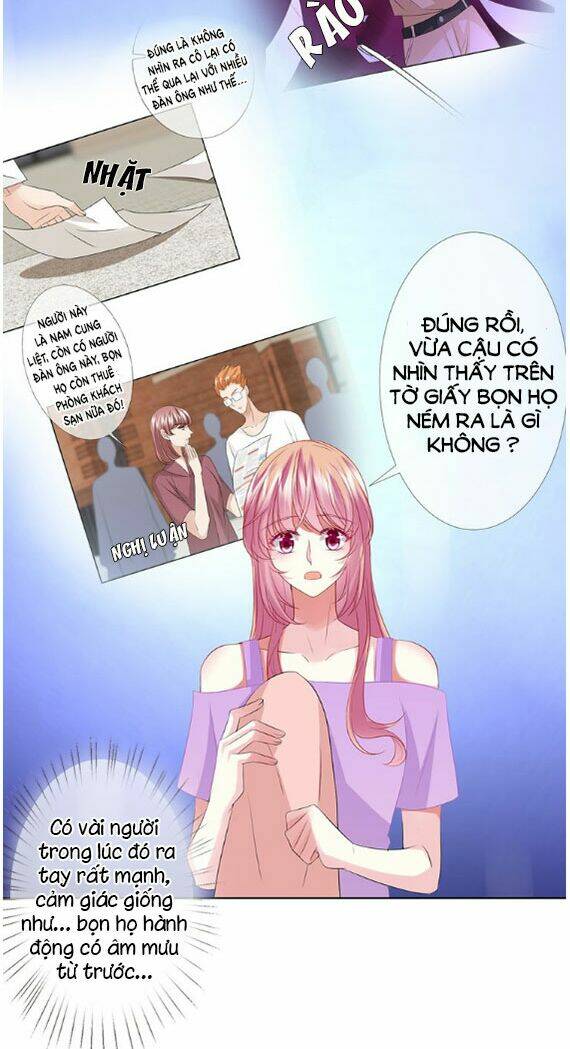 RÀO
ĐÚNG LÀ KHÔNG
NHÌN RA CÔ LẠI CÓ
THỂ QUA LẠI VỚI NHIỀU
ĐÀN ÔNG NHƯ THẾ...
NHẶT
NGƯỜI NÀY
LÀ NAM CUNG
LIỆT, CÒN CÓ NGƯỜI
ĐÀN ÔNG NÀY, BỌN
HỌ CÒN THUÊ
PHÒNG KHÁCH
SẠN NỮA ĐÓ!
NGHỊ LUẬN
ĐÚNG RỒI,
VỪA CẬU CÓ
NHÌN THẤY TRÊN
TỜ GIẤY BỌN HỌ
NÉM RA LÀ GÌ
KHÔNG ?
Có vài người
trong lúc đó ra
tay rất mạnh,
cảm giác giống
như... bọn họ hành
động có âm mưu
từ trước...